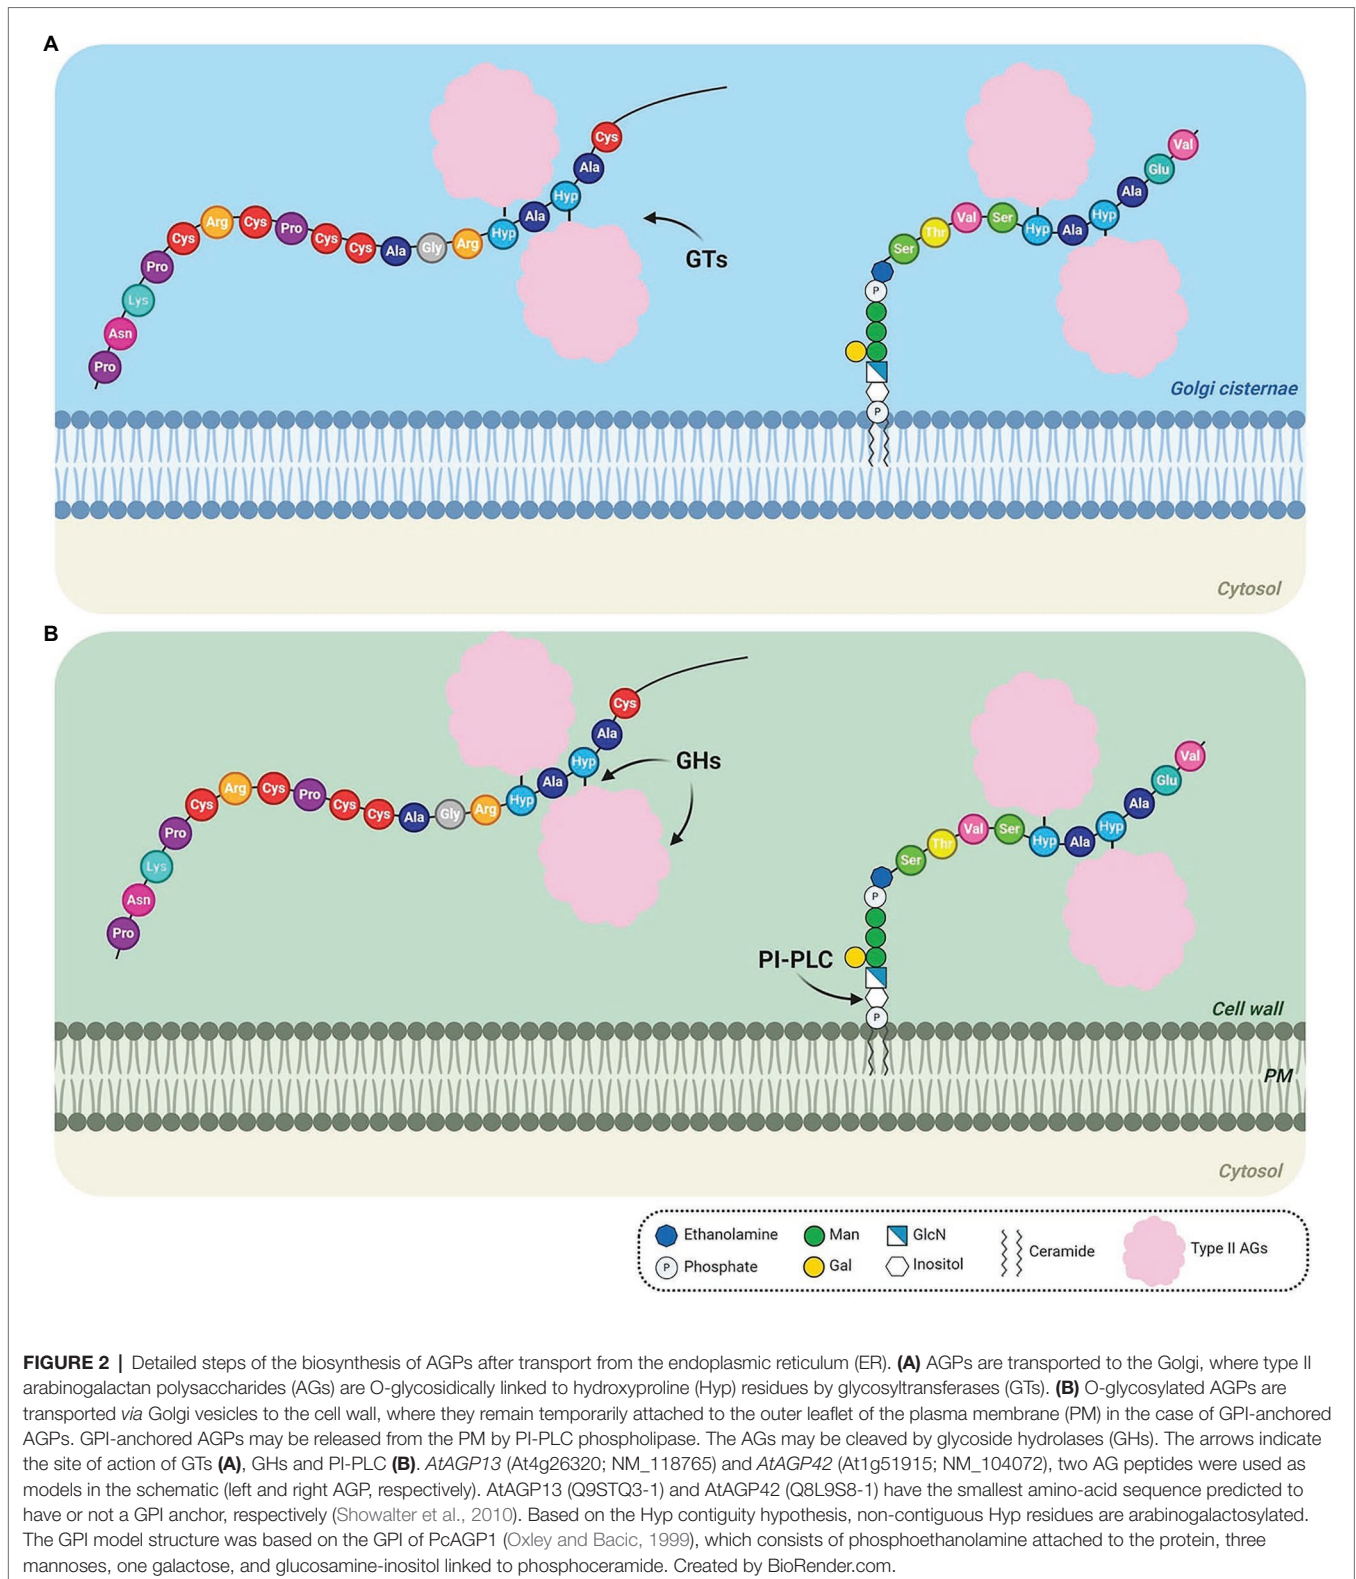 A
Cys
Ala
Hyp
Ala
Hyp
Arg
Gly
Ala
Cys
Cys
Pro
Cys
Arg
Cys
Pro
Lys
Asn
Pro
GTs
Val
Glu
Ala
Hyp
Ala
Hyp
Ser
Val
Thr
Ser
P
P
Golgi cisternae
Cytosol
B
Cys
Ala
Hyp
Ala
Hyp
Arg
Gly
Ala
Cys
Cys
Pro
Cys
Arg
Cys
Pro
Lys
Asn
Pro
GHs
Val
Glu
Ala
Hyp
Ala
Hyp
Ser
Val
Thr
Ser
P
PI-PLC
P
Cell wall
PM
Cytosol
Ethanolamine Man GlcN Ceramide Type II AGs
P Phosphate Gal Inositol
FIGURE 2 | Detailed steps of the biosynthesis of AGPs after transport from the endoplasmic reticulum (ER). (A) AGPs are transported to the Golgi, where type II
arabinogalactan polysaccharides (AGs) are O-glycosidically linked to hydroxyproline (Hyp) residues by glycosyltransferases (GTs). (B) O-glycosylated AGPs are
transported via Golgi vesicles to the cell wall, where they remain temporarily attached to the outer leaflet of the plasma membrane (PM) in the case of GPI-anchored
AGPs. GPI-anchored AGPs may be released from the PM by PI-PLC phospholipase. The AGs may be cleaved by glycoside hydrolases (GHs). The arrows indicate
the site of action of GTs (A), GHs and PI-PLC (B). AtAGP13 (At4g26320; NM_118765) and AtAGP42 (At1g51915; NM_104072), two AG peptides were used as
models in the schematic (left and right AGP, respectively). AtAGP13 (Q9STQ3-1) and AtAGP42 (Q8L9S8-1) have the smallest amino-acid sequence predicted to
have or not a GPI anchor, respectively (Showalter et al., 2010). Based on the Hyp contiguity hypothesis, non-contiguous Hyp residues are arabinogalactosylated.
The GPI model structure was based on the GPI of PcAGP1 (Oxley and Bacic, 1999), which consists of phosphoethanolamine attached to the protein, three
mannoses, one galactose, and glucosamine-inositol linked to phosphoceramide. Created by BioRender.com.